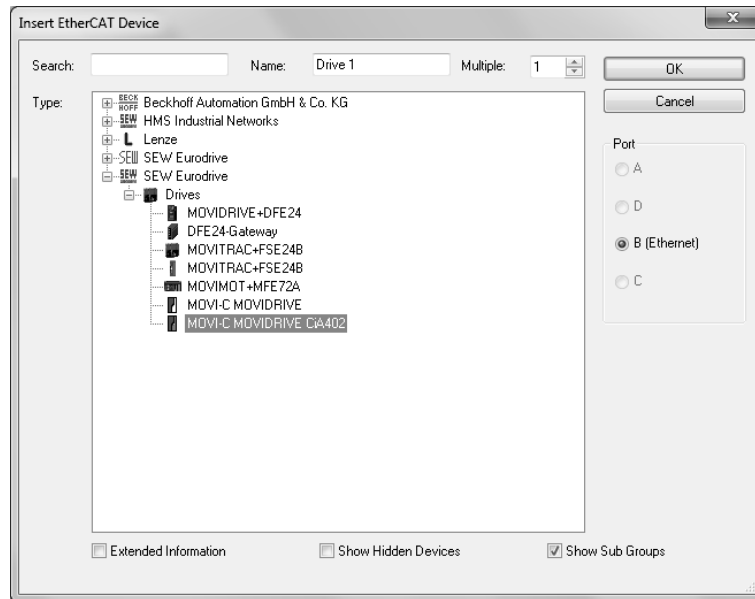 Insert EtherCAT Device
x
Search: Name: Drive 1 Multiple: 1 OK
Type: Cancel
BECKHOFF Beckhoff Automation GmbH & Co. KG
SEW HMS Industrial Networks
L Lenze
SEW SEW Eurodrive
SEW SEW Eurodrive
Drives
MOVIDRIVE+DFE24
DFE24-Gateway
MOVITRAC+FSE24B
MOVITRAC+FSE24B
MOVIMOT+MFE72A
MOVI-C MOVIDRIVE
MOVI-C MOVIDRIVE CiA402
Port
A
D
B (Ethernet)
C
Extended Information Show Hidden Devices Show Sub Groups